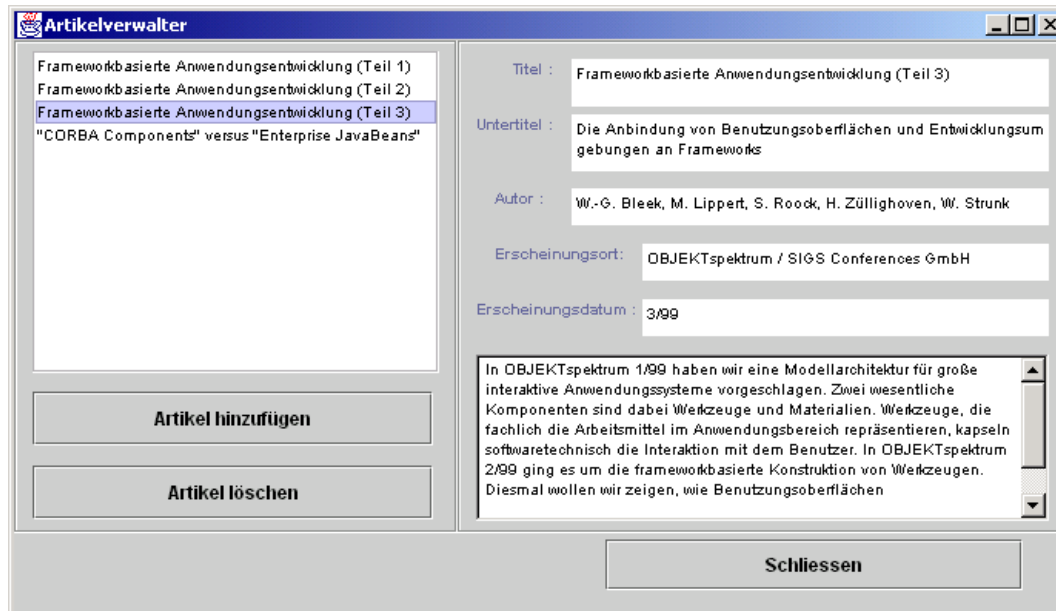 Artikelverwalter
Frameworkbasierte Anwendungsentwicklung (Teil 1)
Frameworkbasierte Anwendungsentwicklung (Teil 2)
Frameworkbasierte Anwendungsentwicklung (Teil 3)
"CORBA Components" versus "Enterprise JavaBeans"
Artikel hinzufügen
Artikel löschen
Titel :
Frameworkbasierte Anwendungsentwicklung (Teil 3)
Untertitel :
Die Anbindung von Benutzungsoberflächen und Entwicklungsum
gebungen an Frameworks
Autor :
W.-G. Bleek, M. Lippert, S. Roock, H. Züllighoven, W. Strunk
Erscheinungsort:
OBJEKTspektrum / SIGS Conferences GmbH
Erscheinungsdatum :
3/99
In OBJEKTspektrum 1/99 haben wir eine Modellarchitektur für große
interaktive Anwendungssysteme vorgeschlagen. Zwei wesentliche
Komponenten sind dabei Werkzeuge und Materialien. Werkzeuge, die
fachlich die Arbeitsmittel im Anwendungsbereich repräsentieren, kapseln
softwaretechnisch die Interaktion mit dem Benutzer. In OBJEKTspektrum
2/99 ging es um die frameworkbasierte Konstruktion von Werkzeugen.
Diesmal wollen wir zeigen, wie Benutzungsoberflächen
Schliessen